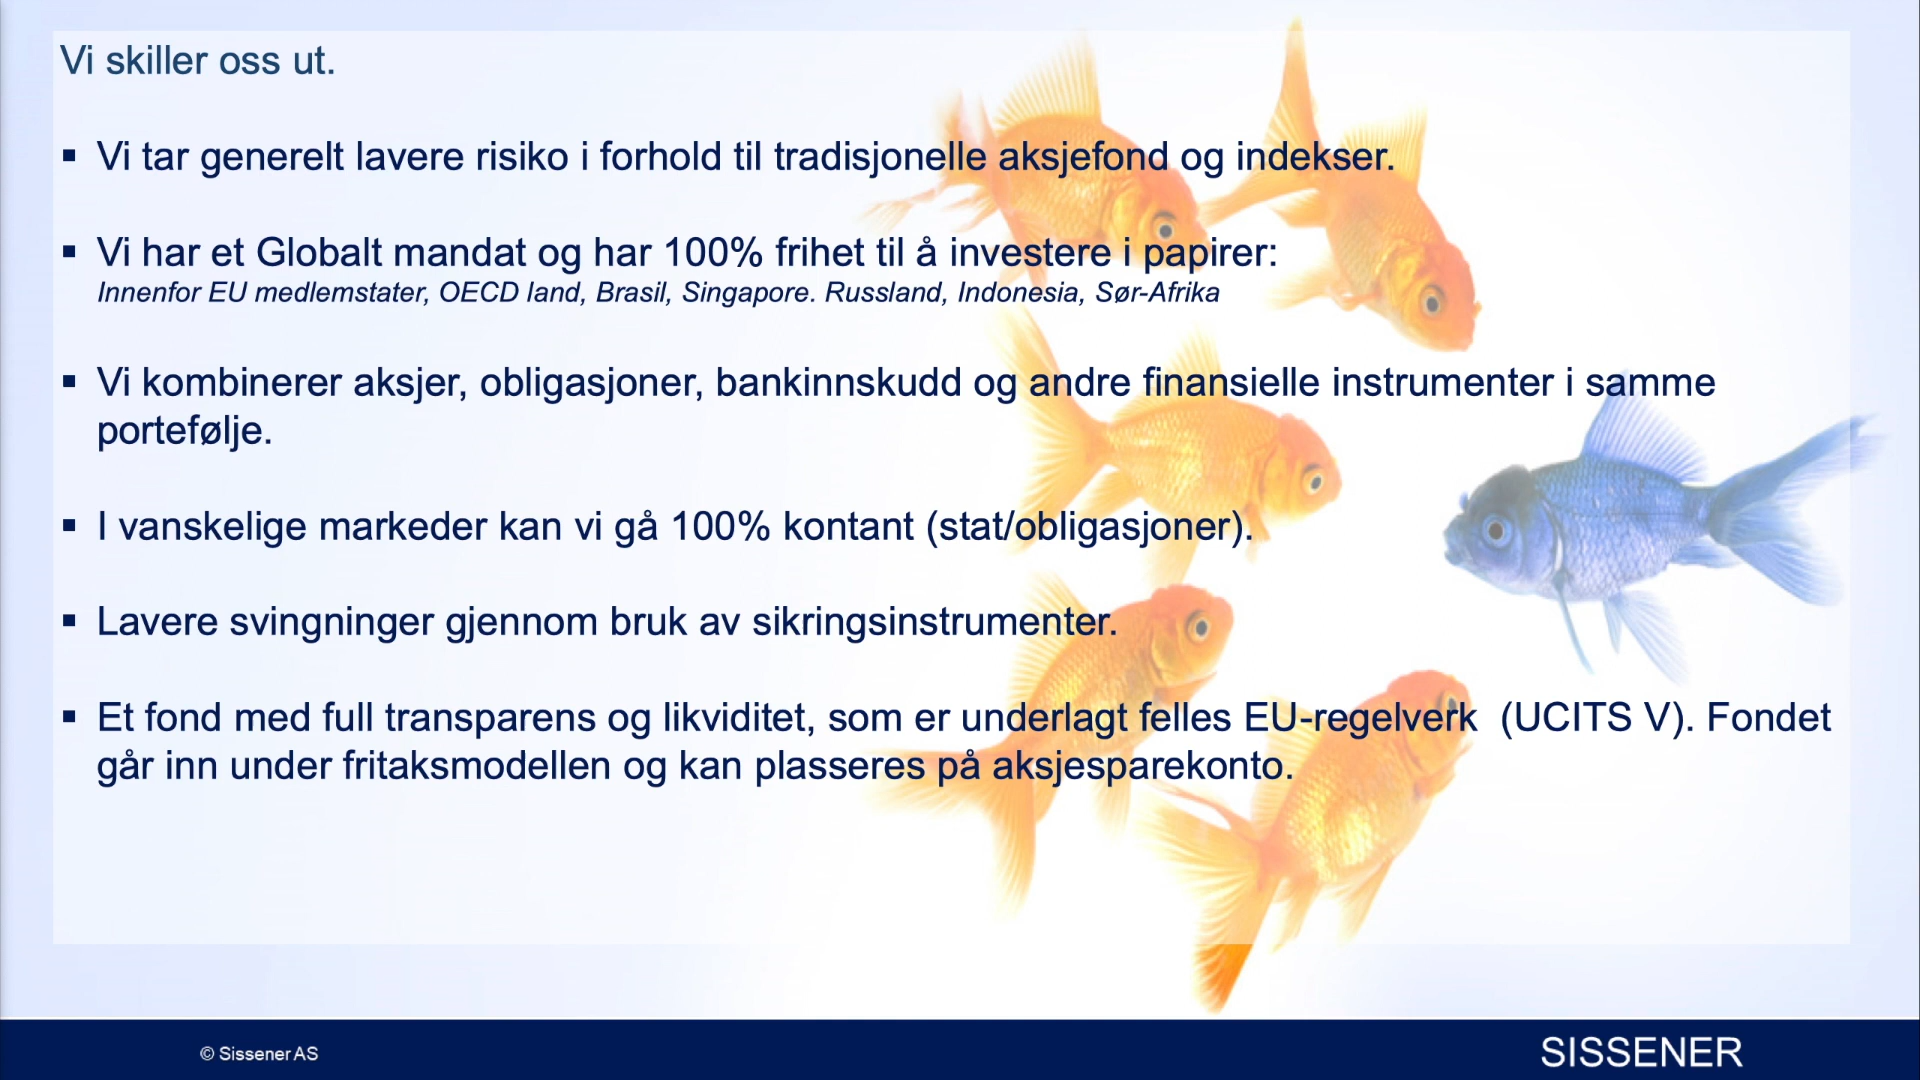 Vi skiller oss ut.
▪ Vi tar generelt lavere risiko i forhold til tradisjonelle aksjefond og indekser.
▪ Vi har et Globalt mandat og har 100% frihet til å investere i papirer:
Innenfor EU medlemstater, OECD land, Brasil, Singapore. Russland, Indonesia, Sør-Afrika
▪ Vi kombinerer aksjer, obligasjoner, bankinnskudd og andre finansielle instrumenter i samme
portefølje.
▪ I vanskelige markeder kan vi gå 100% kontant (stat/obligasjoner).
▪ Lavere svingninger gjennom bruk av sikringsinstrumenter.
▪ Et fond med full transparens og likviditet, som er underlagt felles EU-regelverk (UCITS V). Fondet
går inn under fritaksmodellen og kan plasseres på aksjesparekonto.
© Sissener AS
SISSENER